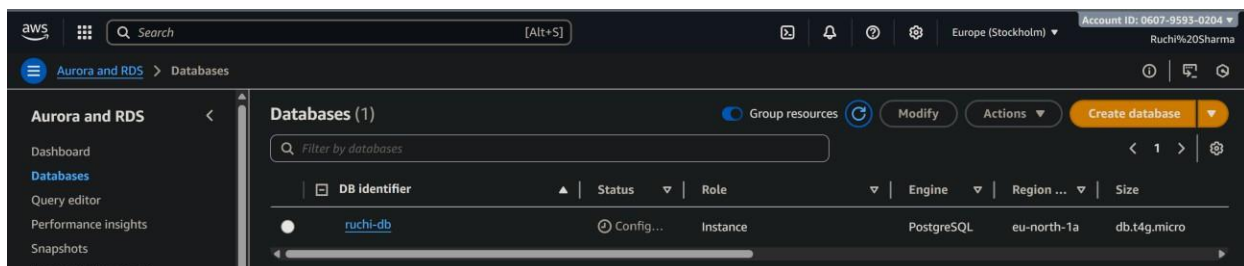 aws Search [Alt+S] Europe (Stockholm) Account ID: 0607-9593-0204
Ruchi%20Sharma
Aurora and RDS > Databases
Aurora and RDS
Dashboard
Databases
Query editor
Performance insights
Snapshots
Databases (1) Group resources Modify Actions Create database
Filter by databases
1
DB identifier Status Role Engine Region ... Size
ruchi-db Config... Instance PostgreSQL eu-north-1a db.t4g.micro